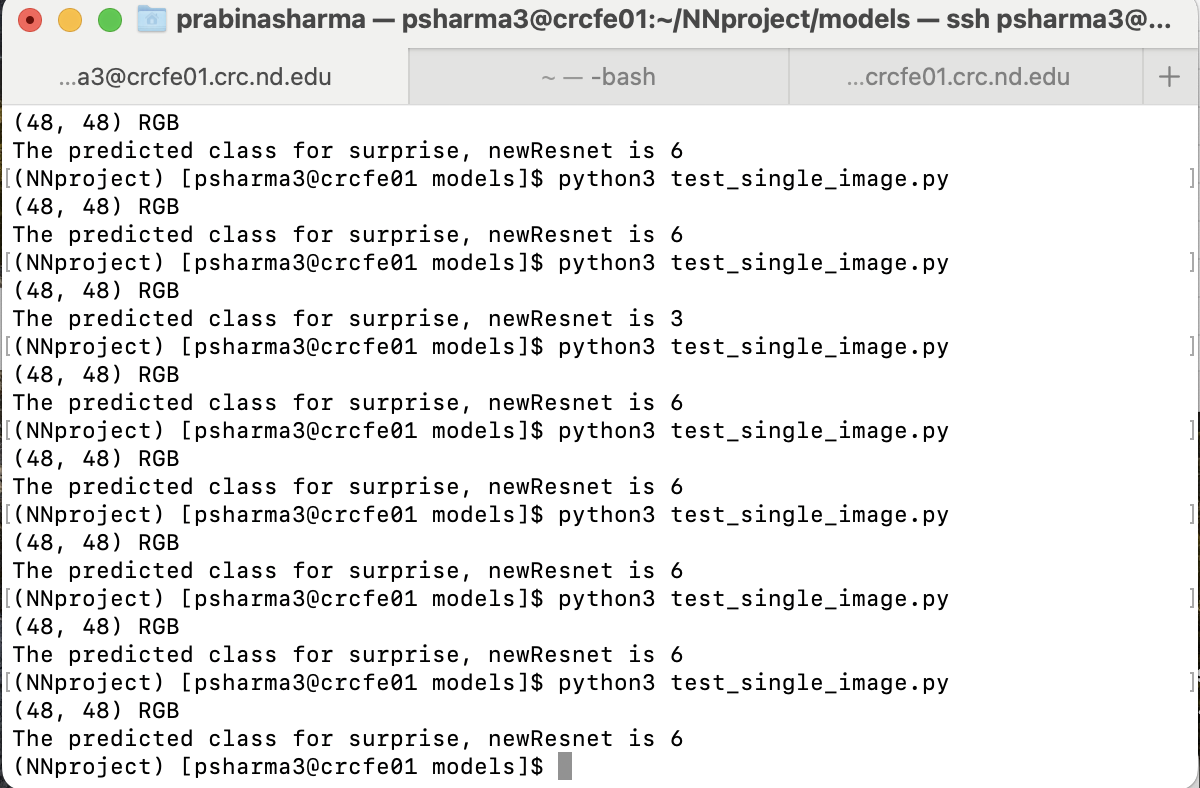 prabinasharma — psharma3@crcfe01:~/NNproject/models — ssh psharma3@...
...a3@crcfe01.crc.nd.edu
~ — -bash
...crcfe01.crc.nd.edu
+
(48, 48) RGB
The predicted class for surprise, newResnet is 6
[(NNproject) [psharma3@crcfe01 models]$ python3 test_single_image.py ]
(48, 48) RGB
The predicted class for surprise, newResnet is 6
[(NNproject) [psharma3@crcfe01 models]$ python3 test_single_image.py ]
(48, 48) RGB
The predicted class for surprise, newResnet is 3
[(NNproject) [psharma3@crcfe01 models]$ python3 test_single_image.py ]
(48, 48) RGB
The predicted class for surprise, newResnet is 6
[(NNproject) [psharma3@crcfe01 models]$ python3 test_single_image.py ]
(48, 48) RGB
The predicted class for surprise, newResnet is 6
[(NNproject) [psharma3@crcfe01 models]$ python3 test_single_image.py ]
(48, 48) RGB
The predicted class for surprise, newResnet is 6
[(NNproject) [psharma3@crcfe01 models]$ python3 test_single_image.py ]
(48, 48) RGB
The predicted class for surprise, newResnet is 6
[(NNproject) [psharma3@crcfe01 models]$ python3 test_single_image.py ]
(48, 48) RGB
The predicted class for surprise, newResnet is 6
(NNproject) [psharma3@crcfe01 models]$